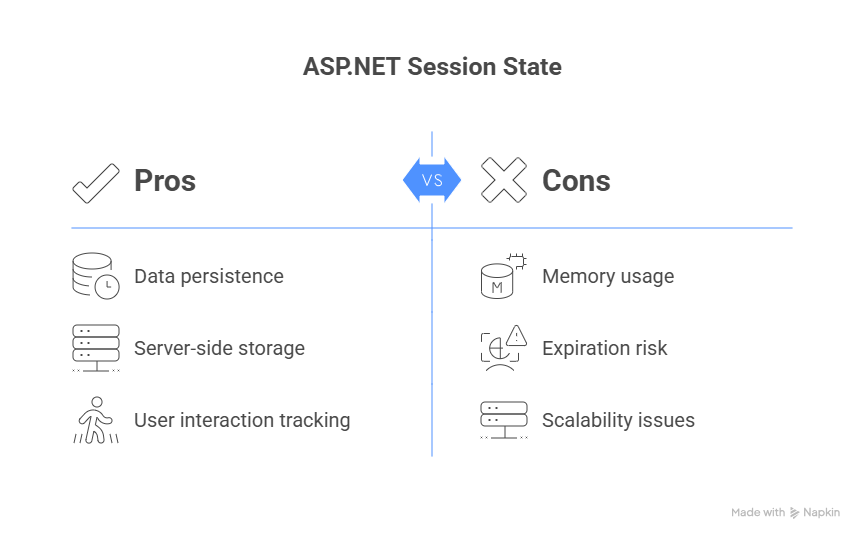 ASP.NET Session State
Pros
VS
Cons
Data persistence
Memory usage
M
Server-side storage
Expiration risk
User interaction tracking
Scalability issues
Made with Napkin